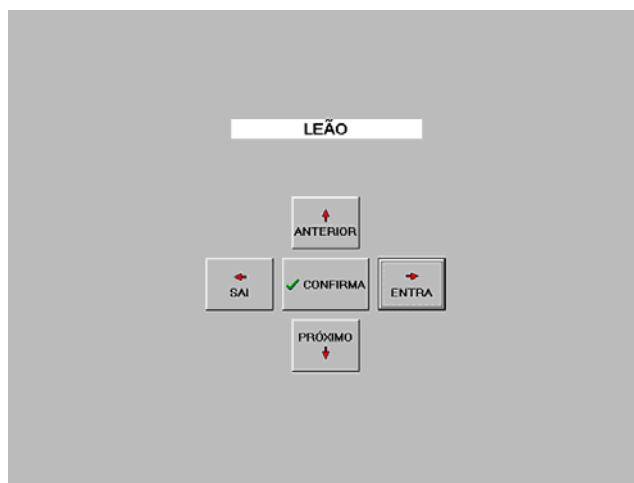 LEÃO
ANTERIOR
SAI
CONFIRMA
ENTRA
PRÓXIMO